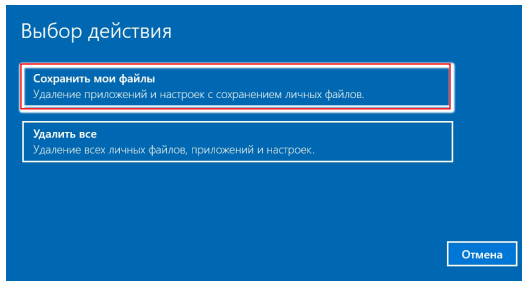 Выбор действия
Сохранить мои файлы
Удаление приложений и настроек с сохранением личных файлов.
Удалить все
Удаление всех личных файлов, приложений и настроек.
Отмена